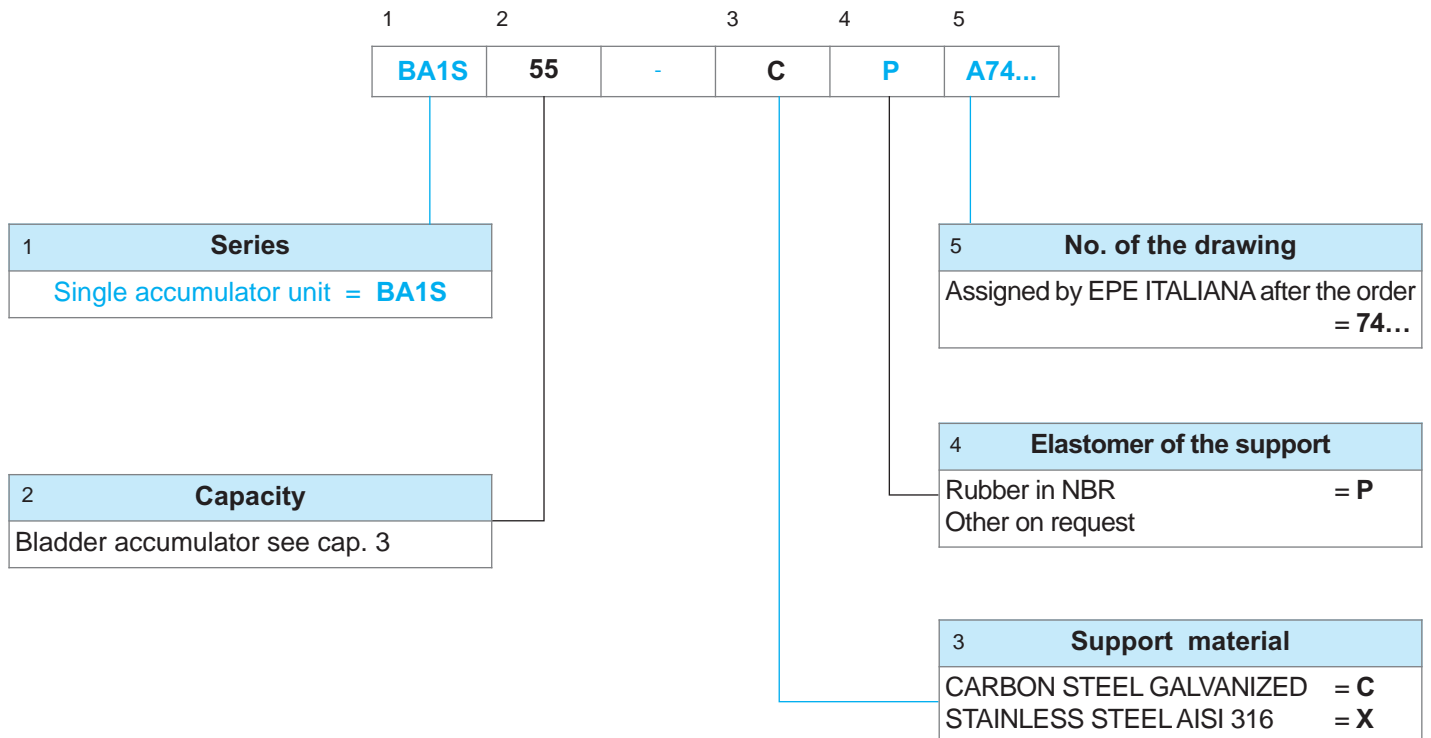 1 2 3 4 5
BA1S 55 - C P A74...
1 Series
Single accumulator unit = BA1S
5 No. of the drawing
Assigned by EPE ITALIANA after the order
= 74...
4 Elastomer of the support
Rubber in NBR = P
Other on request
2 Capacity
Bladder accumulator see cap. 3
3 Support material
CARBON STEEL GALVANIZED = C
STAINLESS STEEL AISI 316 = X